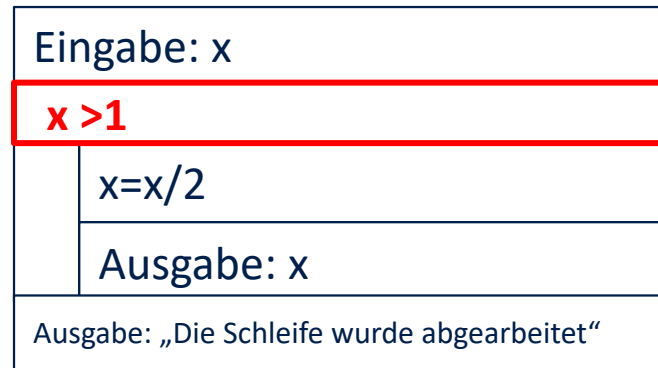 Eingabe: x
x >1
x=x/2
Ausgabe: x
Ausgabe: „Die Schleife wurde abgearbeitet“